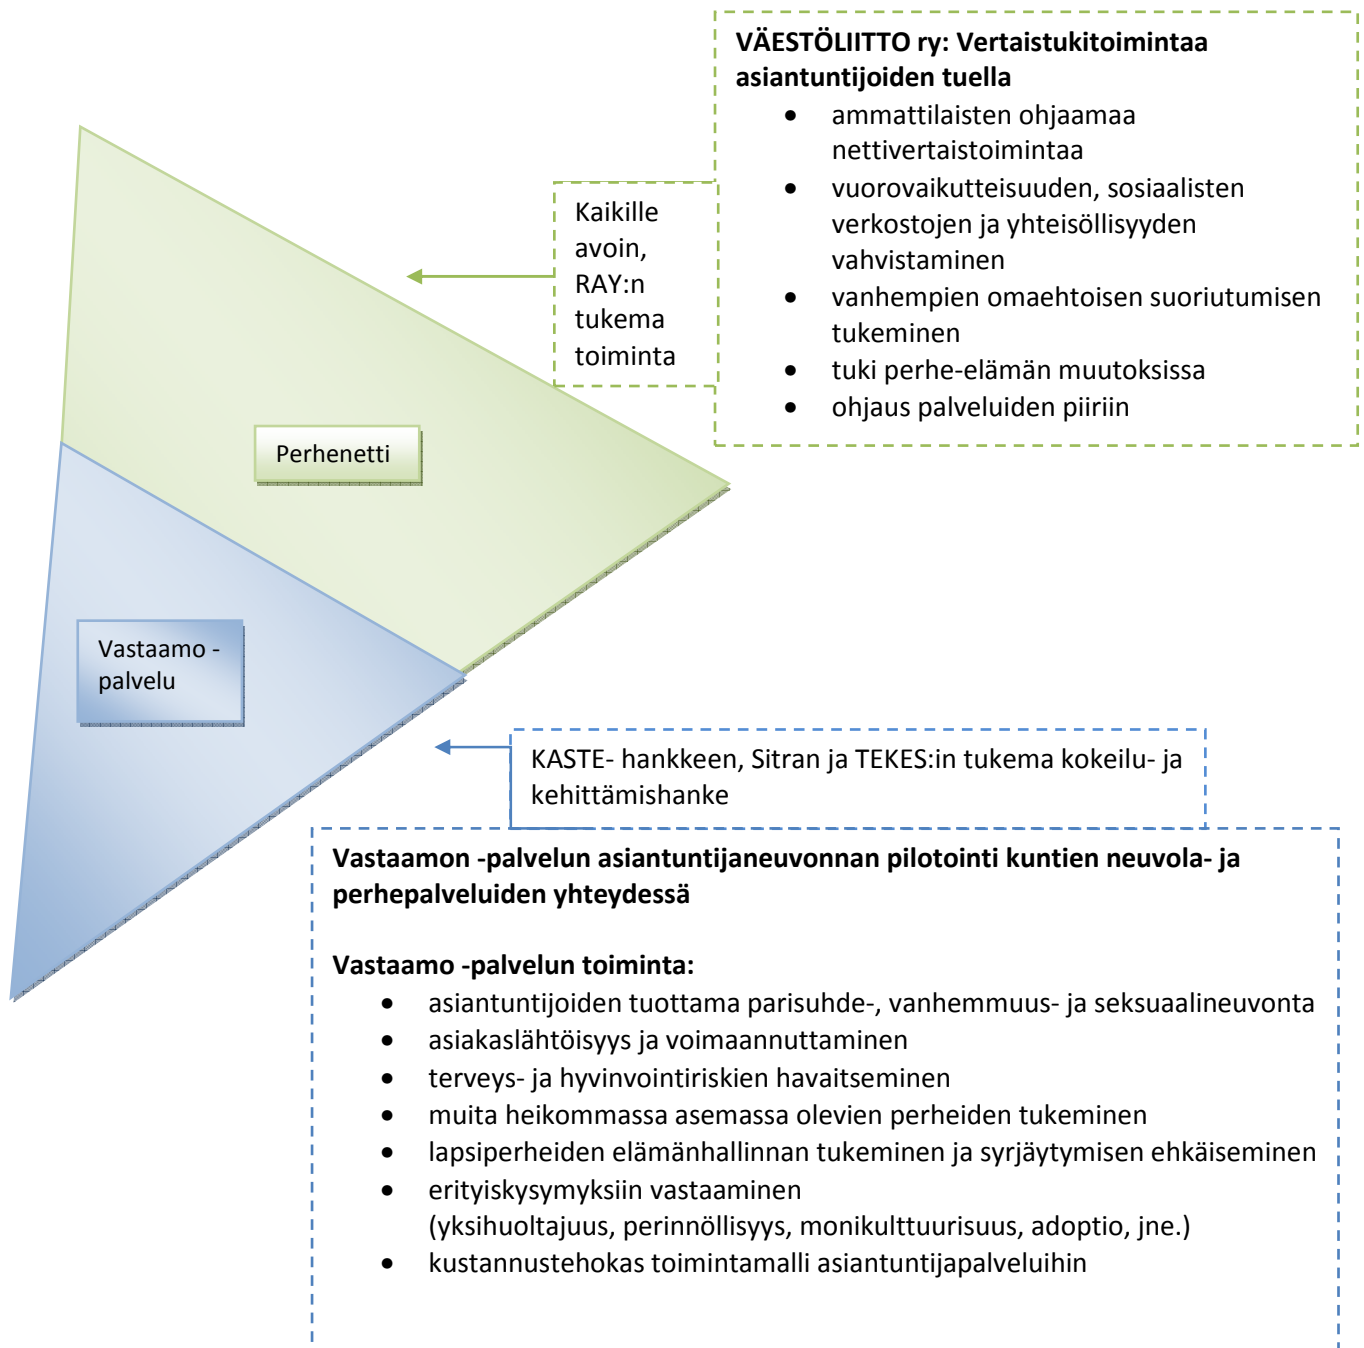 VÄESTÖLIITTO ry: Vertaistukitoimintaa
asiantuntijoiden tuella
• ammattilaisten ohjaamaa
nettivertaistoimintaa
• vuorovaikutteisuuden, sosiaalisten
verkostojen ja yhteisöllisyyden
vahvistaminen
• vanhempien omaehtoisen suoriutumisen
tukeminen
• tuki perhe-elämän muutoksissa
• ohjaus palveluiden piiriin
Kaikille
avoin,
RAY:n
tukema
toiminta
Perhenetti
Vastaamo -
palvelu
KASTE- hankkeen, Sitran ja TEKES:in tukema kokeilu- ja
kehittämishanke
Vastaamon -palvelun asiantuntijaneuvonnan pilotointi kuntien neuvola- ja
perhepalveluiden yhteydessä
Vastaamo -palvelun toiminta:
• asiantuntijoiden tuottama parisuhde-, vanhemmuus- ja seksuaalineuvonta
• asiakaslähtöisyys ja voimaannuttaminen
• terveys- ja hyvinvointiriskien havaitseminen
• muita heikommassa asemassa olevien perheiden tukeminen
• lapsiperheiden elämänhallinnan tukeminen ja syrjäytymisen ehkäiseminen
• erityiskysymyksiin vastaaminen
(yksihuoltajuus, perinnöllisyys, monikulttuurisuus, adoptio, jne.)
• kustannustehokas toimintamalli asiantuntijapalveluihin